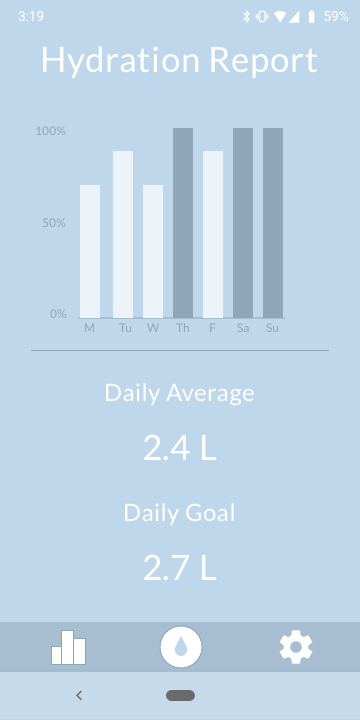 3:19 59%
Hydration Report
100%
50%
0%
M Tu W Th F Sa Su
Daily Average
2.4 L
Daily Goal
2.7 L